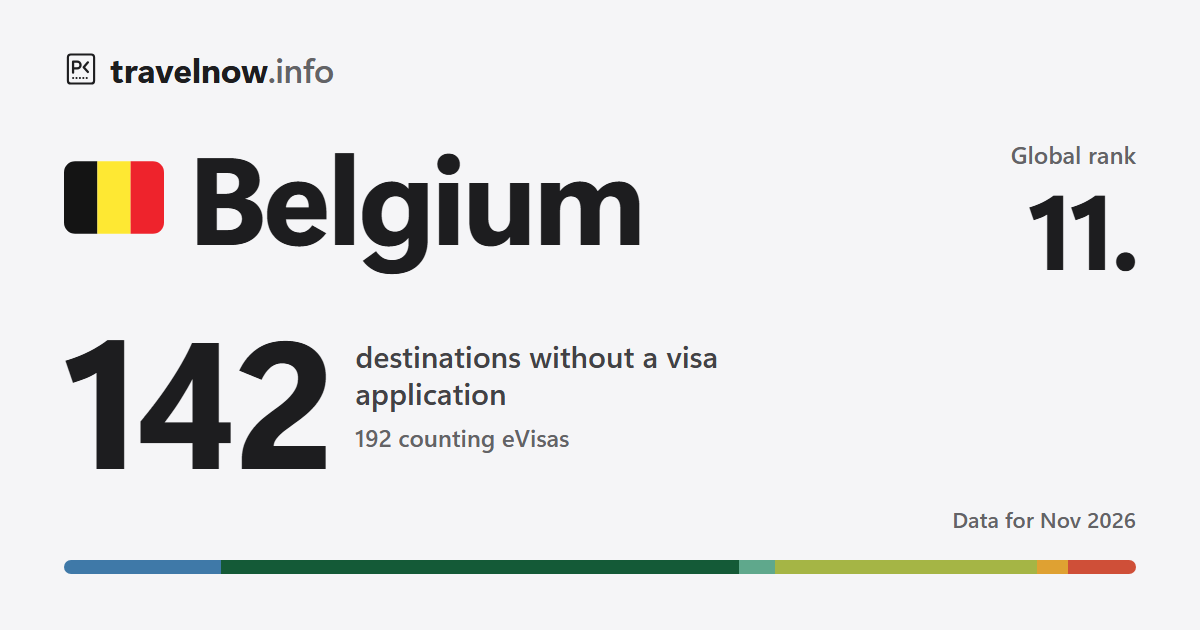 travelnow.info
Belgium
Global rank
11.
142
destinations without a visa
application
192 counting eVisas
Data for Nov 2026